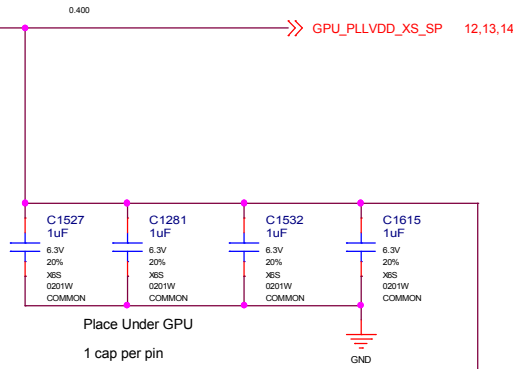 0.400
GPU_PLLVDD_XS_SP 12,13,14
C1527
1uF
6.3V
20%
X6S
0201W
COMMON
C1281
1uF
6.3V
20%
X6S
0201W
COMMON
C1532
1uF
6.3V
20%
X6S
0201W
COMMON
C1615
1uF
6.3V
20%
X6S
0201W
COMMON
Place Under GPU
1 cap per pin
GND